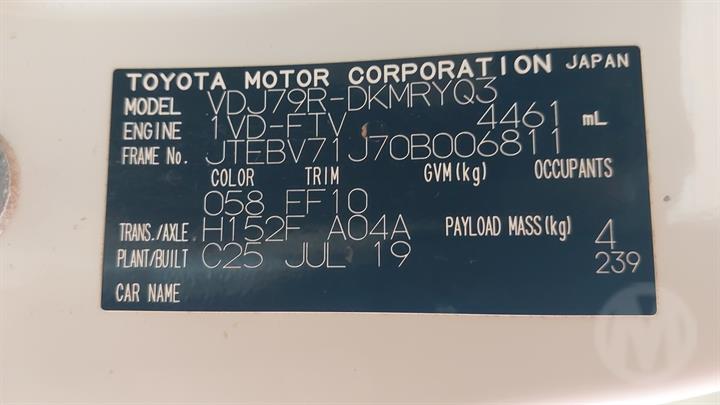 TOYOTA MOTOR CORPORATION JAPAN
MODEL VDJ79R-DKMRYQ3
ENGINE 1VD-FTV 4461 mL
FRAME No. JTEBV71J70B006811
COLOR TRIM GVM(kg) OCCUPANTS
058 FF10
TRANS./AXLE H152F A04A PAYLOAD MASS(kg) 4
PLANT/BUILT C25 JUL 19 239
CAR NAME
M